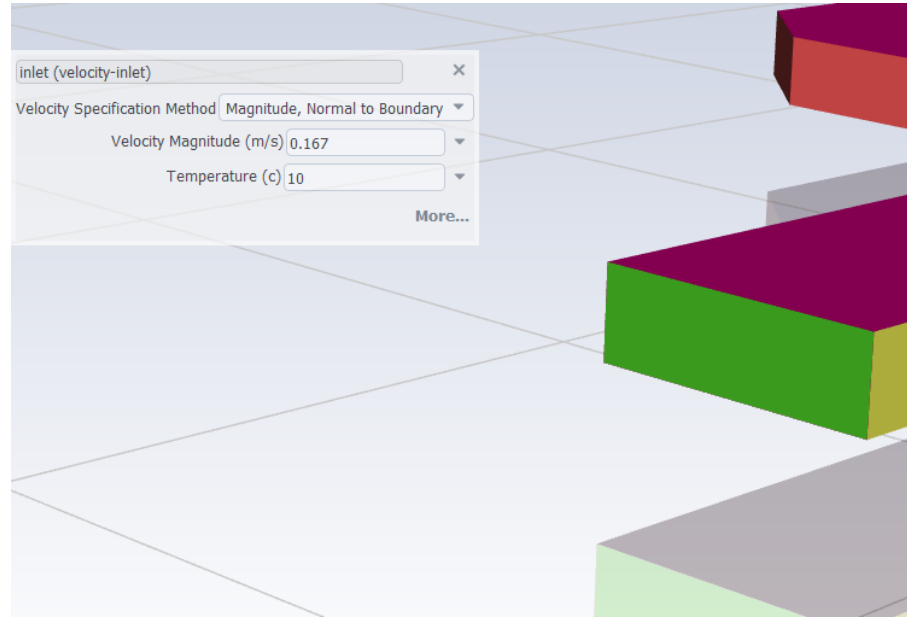 inlet (velocity-inlet) ×
Velocity Specification Method Magnitude, Normal to Boundary
Velocity Magnitude (m/s) 0.167
Temperature (c) 10
More...